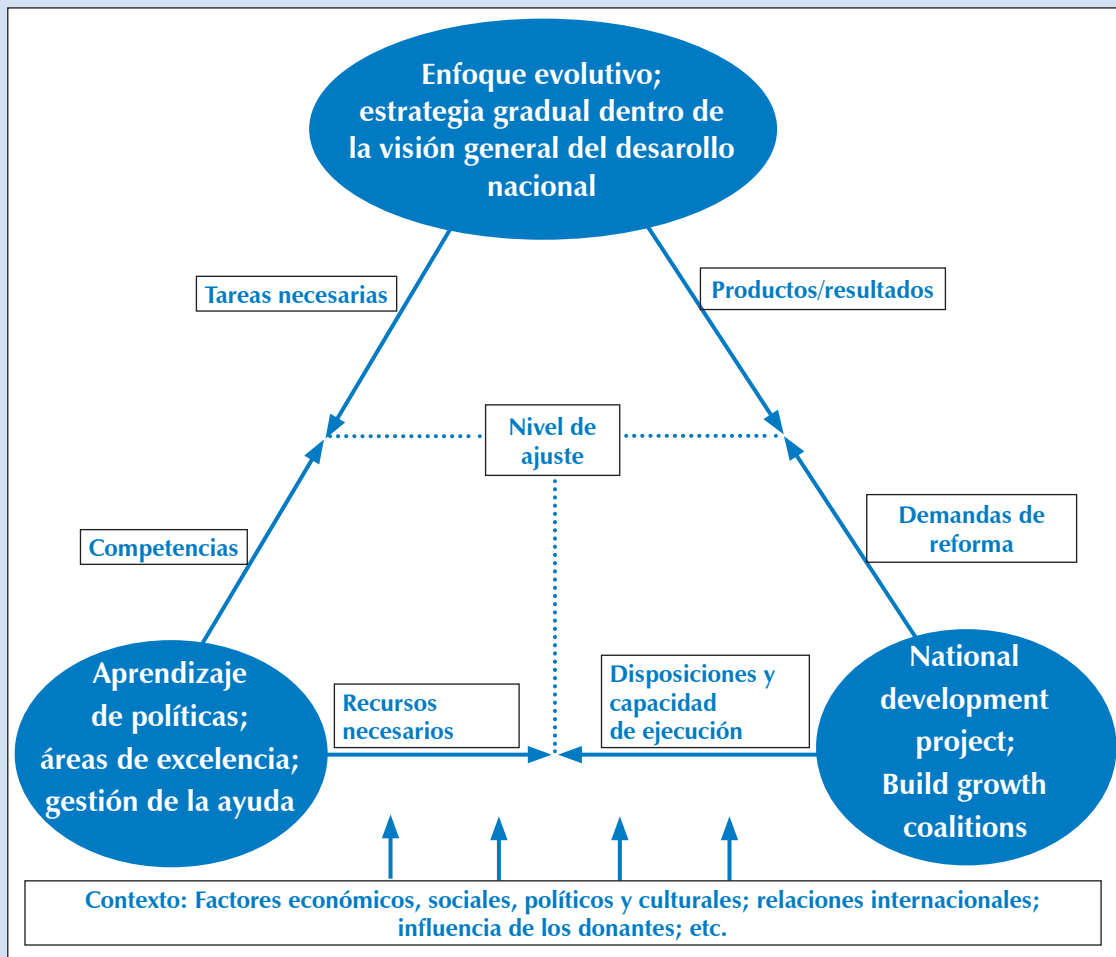 Enfoque evolutivo;
estrategia gradual dentro de
la visión general del desarollo
nacional
Tareas necesarias
Productos/resultados
Nivel de
ajuste
Competencias
Demandas de
reforma
Aprendizaje
de políticas;
áreas de excelencia;
gestión de la ayuda
Recursos
necesarios
Disposiciones y
capacidad
de ejecución
National
development
project;
Build growth
coalitions
Contexto: Factores económicos, sociales, políticos y culturales; relaciones internacionales;
influencia de los donantes; etc.